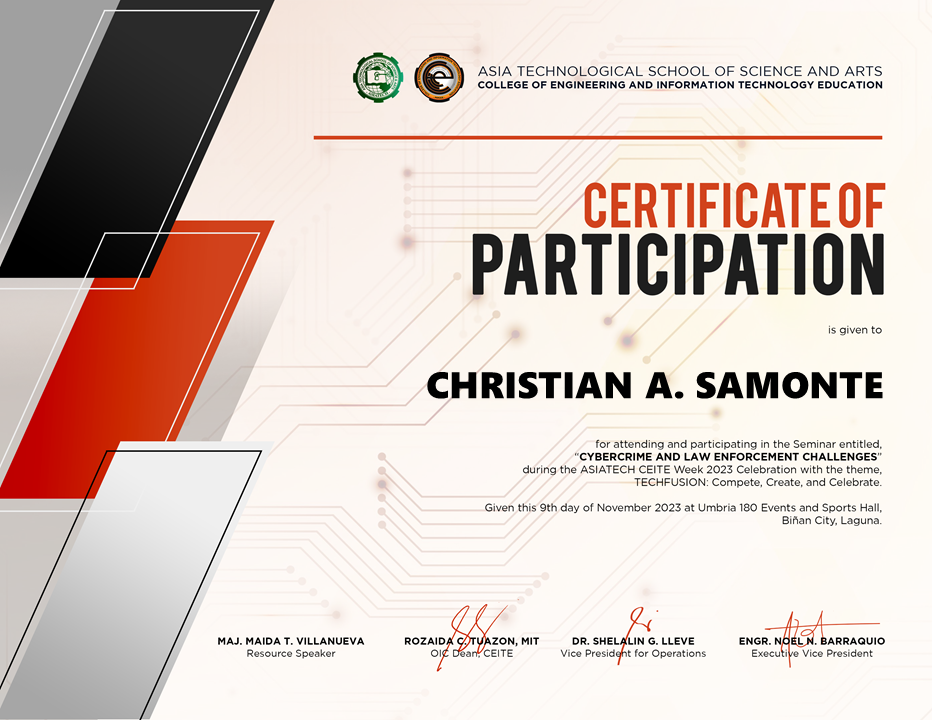 ASIA TECHNOLOGICAL SCHOOL OF SCIENCE AND ARTS
COLLEGE OF ENGINEERING AND INFORMATION TECHNOLOGY EDUCATION
CERTIFICATE OF
PARTICIPATION
is given to
CHRISTIAN A. SAMONTE
for attending and participating in the Seminar entitled,
“CYBERCRIME AND LAW ENFORCEMENT CHALLENGES”
during the ASIATECH CEITE Week 2023 Celebration with the theme,
TECHFUSION: Compete, Create, and Celebrate.
Given this 9th day of November 2023 at Umbria 180 Events and Sports Hall,
Biñan City, Laguna.
MAJ. MAIDA T. VILLANUEVA
Resource Speaker
ROZAIDA C. TUAZON, MIT
OIC Dean, CEITE
DR. SHELALIN G. LLEVE
Vice President for Operations
ENGR. NOEL N. BARRAQUIO
Executive Vice President